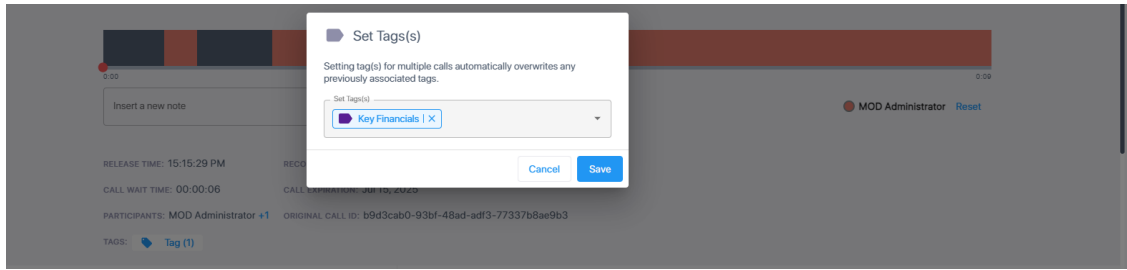 Set Tags(s)
Setting tag(s) for multiple calls automatically overwrites any
previously associated tags.
Set Tags(s)
Key Financials
Cancel Save
0:00 0:09
Insert a new note
MOD Administrator Reset
RELEASE TIME: 15:15:29 PM
CALL WAIT TIME: 00:00:06 CALL EXPIRATION: Jul 15, 2025
PARTICIPANTS: MOD Administrator +1 ORIGINAL CALL ID: b9d3cab0-93bf-48ad-adf3-77337b8ae9b3
TAGS: Tag (1)